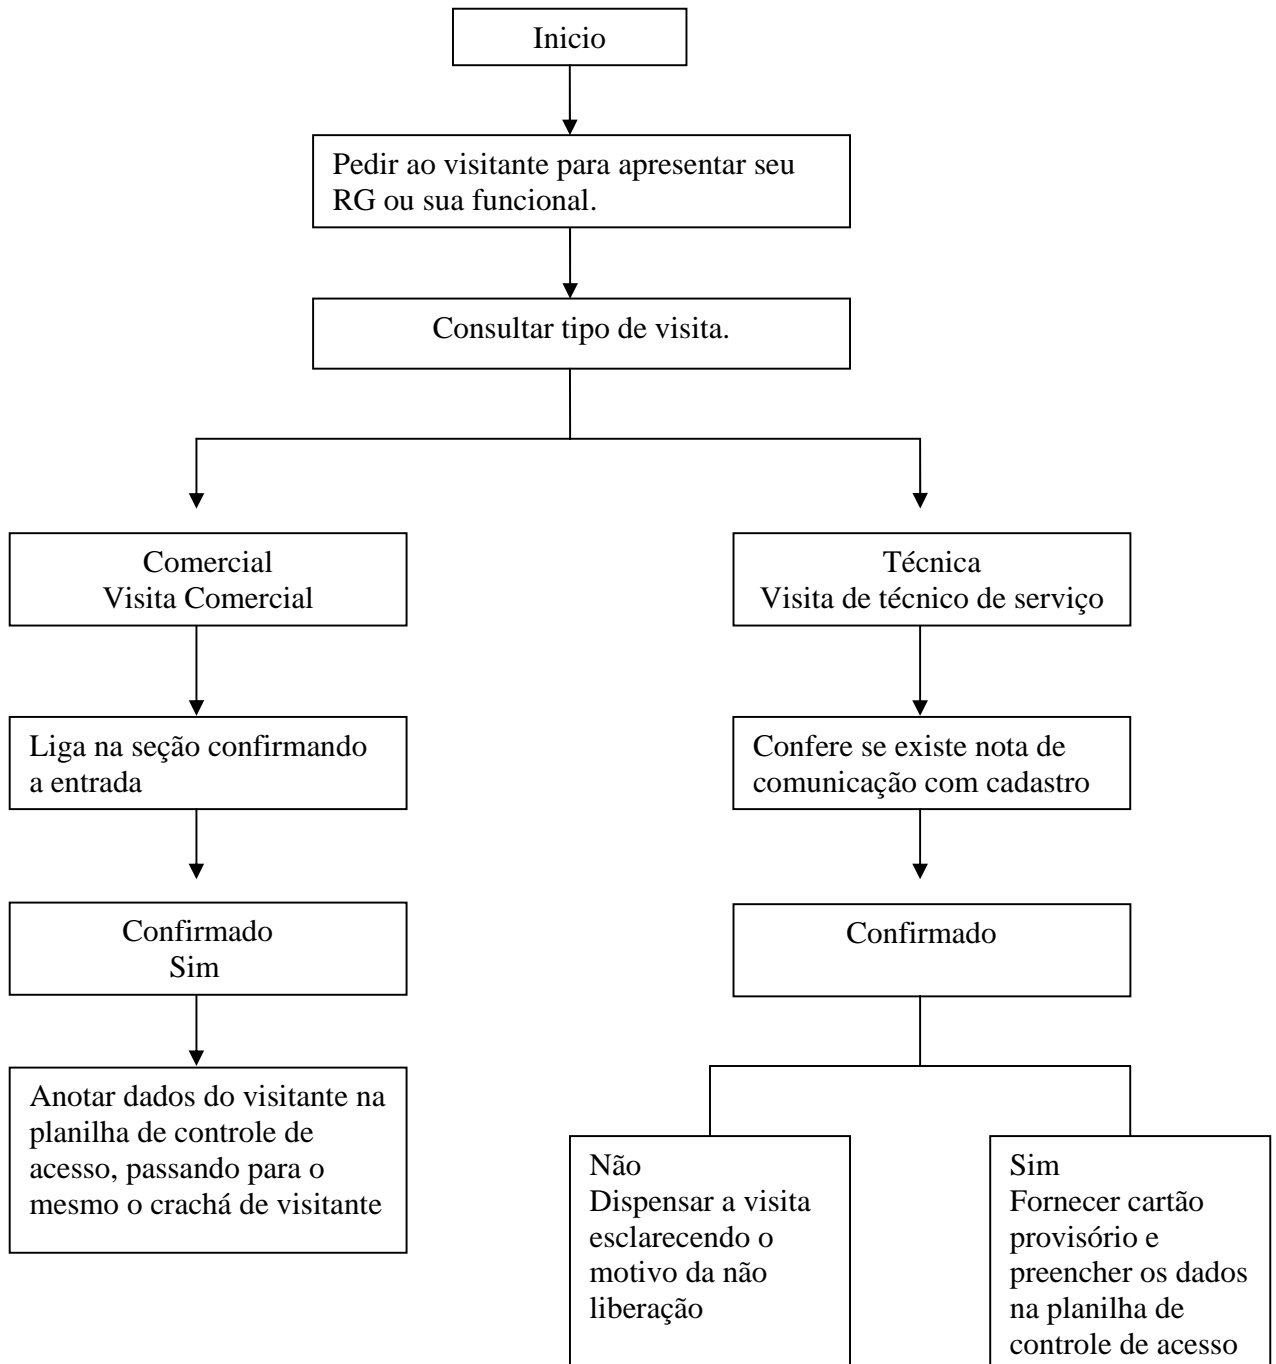 Inicio
Pedir ao visitante para apresentar seu
RG ou sua funcional.
Consultar tipo de visita.
Comercial
Visita Comercial
Técnica
Visita de técnico de serviço
Liga na seção confirmando
a entrada
Confere se existe nota de
comunicação com cadastro
Confirmado
Sim
Confirmado
Anotar dados do visitante na
planilha de controle de
acesso, passando para o
mesmo o crachá de visitante
Não
Dispensar a visita
esclarecendo o
motivo da não
liberação
Sim
Fornecer cartão
provisório e
preencher os dados
na planilha de
controle de acesso